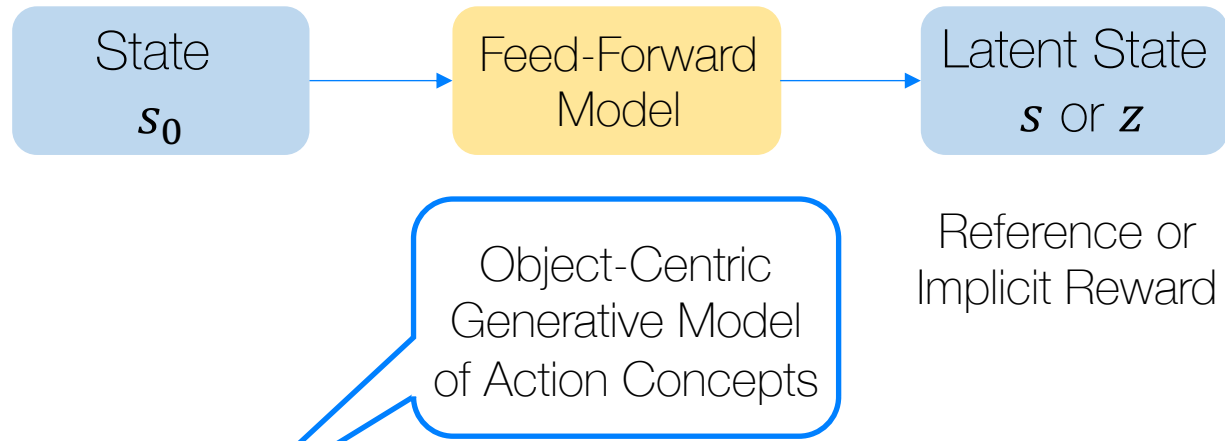 State
s₀
Feed-Forward
Model
Latent State
s or z
Reference or
Implicit Reward
Object-Centric
Generative Model
of Action Concepts